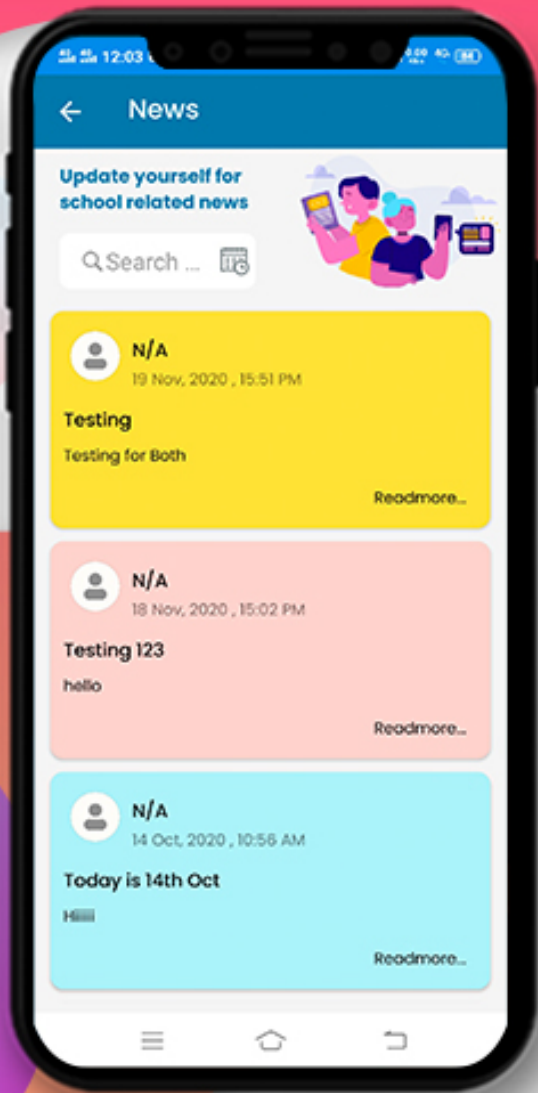 12:03
News
Update yourself for
school related news
Search ...
N/A
19 Nov, 2020 , 15:51 PM
Testing
Testing for Both
Readmore...
N/A
18 Nov, 2020 , 15:02 PM
Testing 123
hello
Readmore...
N/A
14 Oct, 2020 , 10:56 AM
Today is 14th Oct
Hiiiii
Readmore...